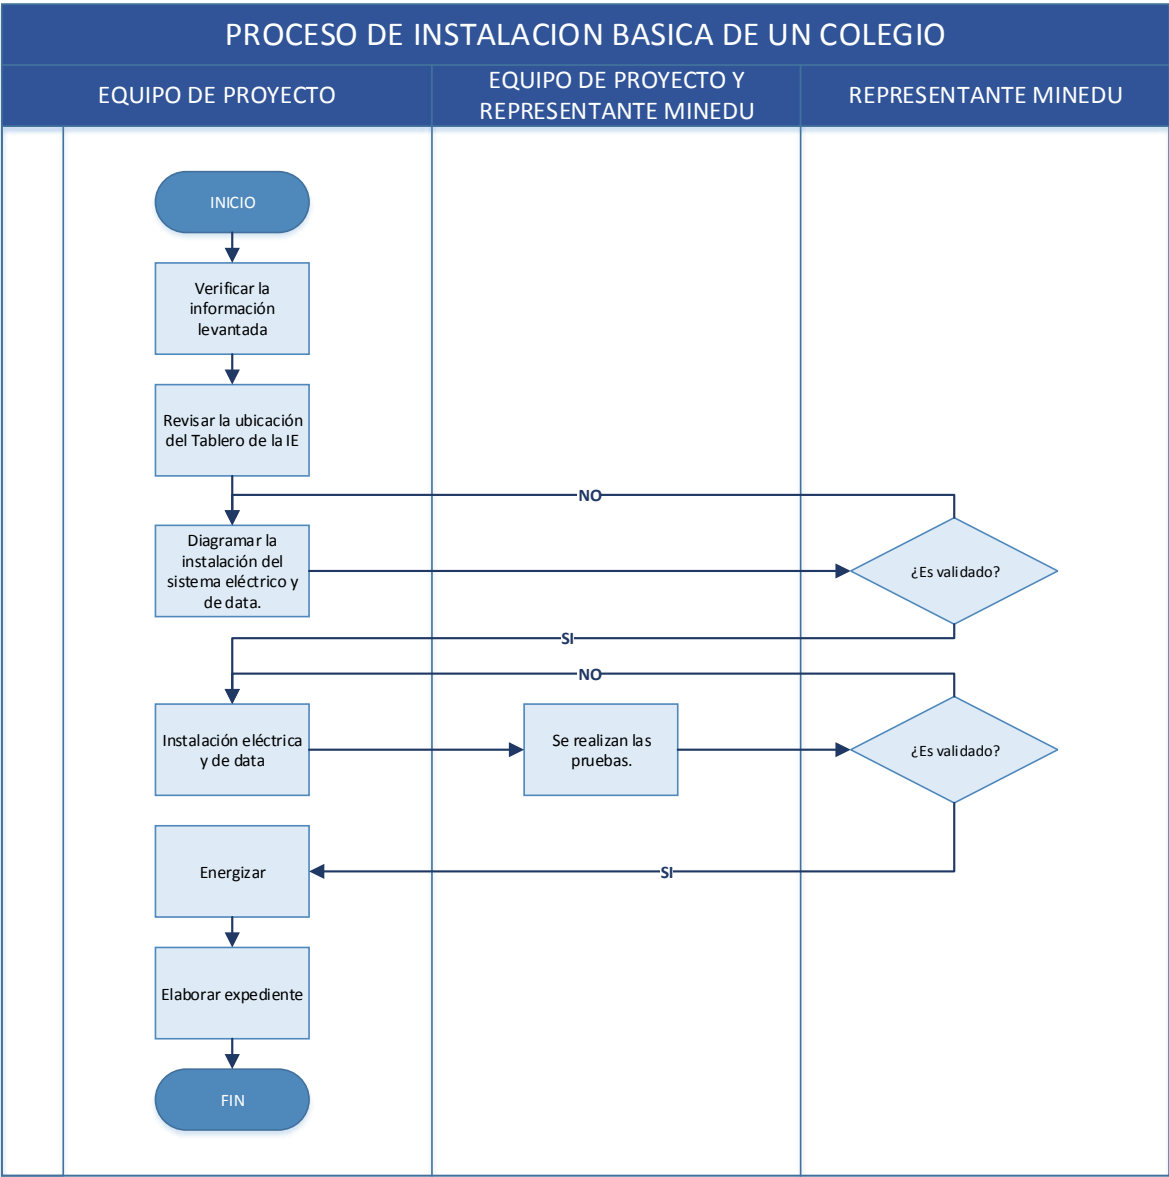 PROCESO DE INSTALACION BASICA DE UN COLEGIO
EQUIPO DE PROYECTO
EQUIPO DE PROYECTO Y
REPRESENTANTE MINEDU
REPRESENTANTE MINEDU
INICIO
Verificar la
información
levantada
Revisar la ubicación
del Tablero de la IE
NO
Diagramar la
instalación del
sistema eléctrico y
de data.
¿Es validado?
SI
NO
Instalación eléctrica
y de data
Se realizan las
pruebas.
¿Es validado?
Energizar
SI
Elaborar expediente
FIN